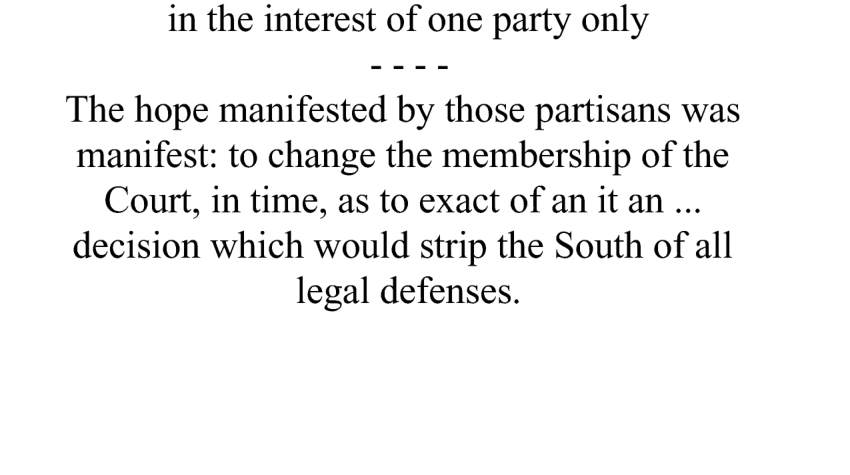 in the interest of one party only
- - - -
The hope manifested by those partisans was
manifest: to change the membership of the
Court, in time, as to exact of an it an ...
decision which would strip the South of all
legal defenses.